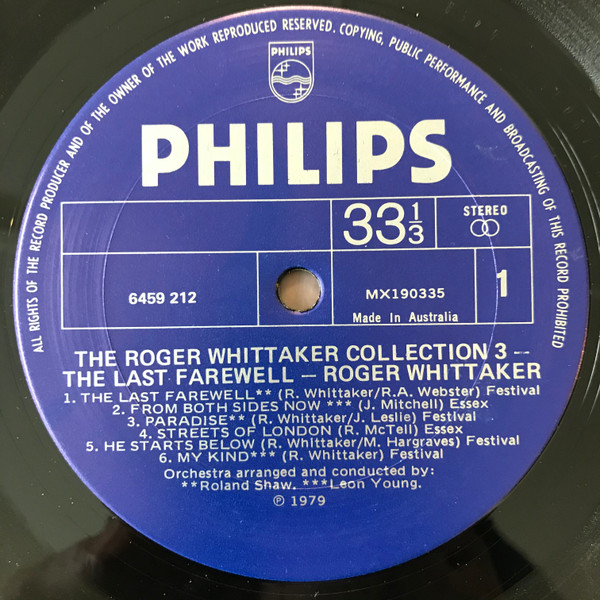 ALL RIGHTS OF THE RECORD PRODUCER AND OF THE OWNER OF THE WORK REPRODUCED RESERVED. COPYING, PUBLIC PERFORMANCE AND BROADCASTING OF THIS RECORD PROHIBITED
PHILIPS
PHILIPS
33 1/3
STEREO
6459 212
MX190335
1
Made In Australia
THE ROGER WHITTAKER COLLECTION 3 –
THE LAST FAREWELL – ROGER WHITTAKER
1. THE LAST FAREWELL** (R. Whittaker/R.A. Webster) Festival
2. FROM BOTH SIDES NOW *** (J. Mitchell) Essex
3. PARADISE** (R. Whittaker/J. Leslie) Festival
4. STREETS OF LONDON (R. McTell) Essex
5. HE STARTS BELOW (R. Whittaker/M. Hargraves) Festival
6. MY KIND*** (R. Whittaker) Festival
Orchestra arranged and conducted by:
**Roland Shaw. ***Leon Young.
℗ 1979